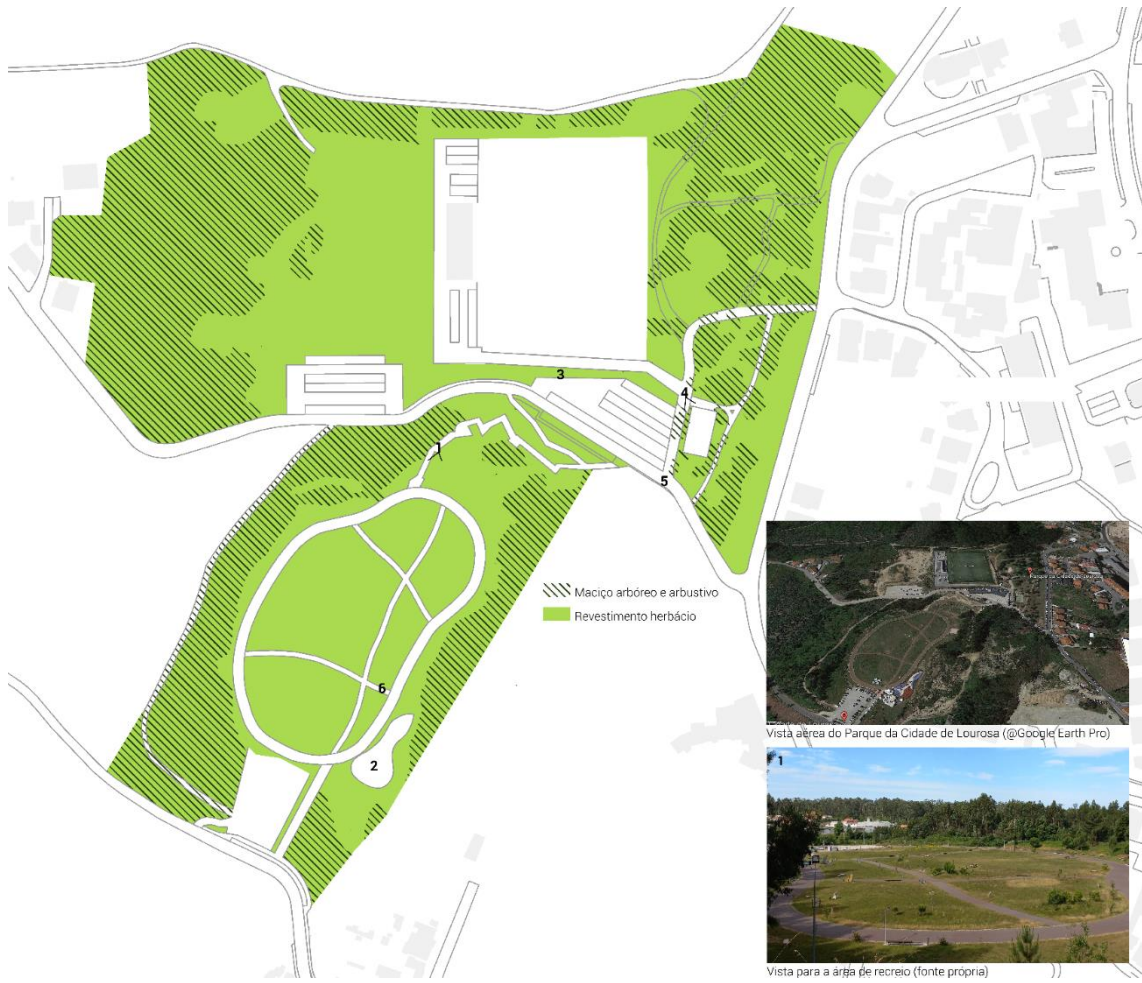 3
4
1
5
Maciço arbóreo e arbustivo
Revestimento herbácio
6
2
Vista aérea do Parque da Cidade de Lourosa (@Google Earth Pro)
1
Vista para a área de recreio (fonte própria)